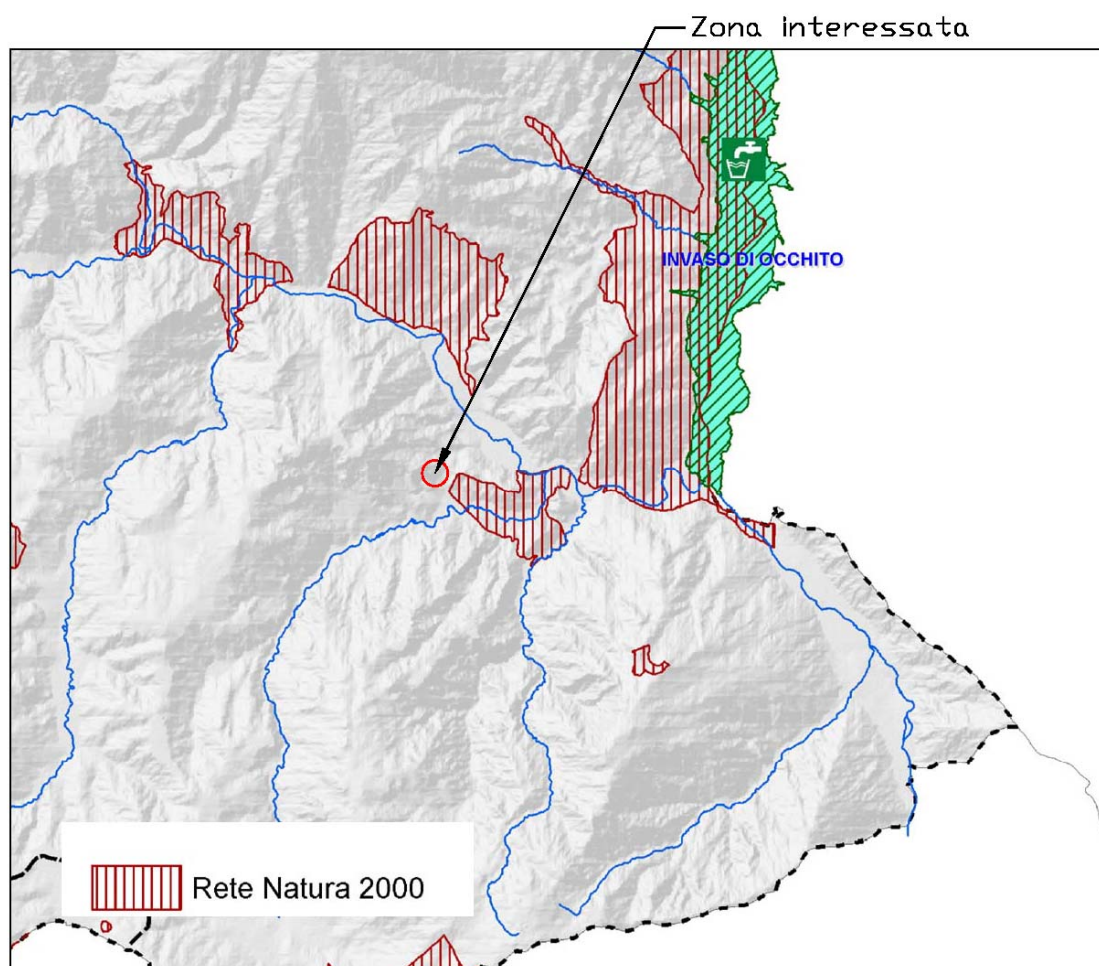 Zona interessata
INVASO DI OCCHITO
Rete Natura 2000